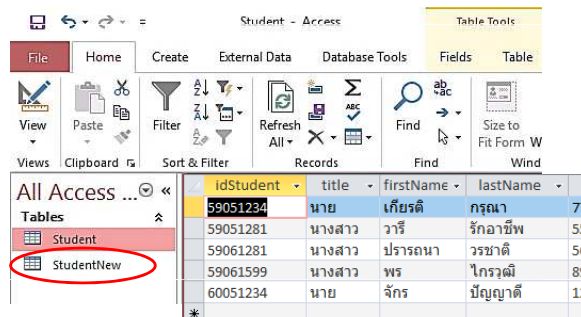 Student - Access
Table Tools
File Home Create External Data Database Tools Fields Table
View Paste Filter Refresh All Find Size to Fit Form W
Views Clipboard Sort & Filter Records Find Wind
All Access ...
Tables
Student
StudentNew
idStudent title firstName lastName
59051234 นาย เกียรติ กรุณา 7
59051281 นางสาว วารี รักอาชีพ 5
59061281 นางสาว ปรารถนา วรชาติ 5
59061599 นางสาว พร ไกรวุฒิ 8
60051234 นาย จักร ปัญญาดี 1